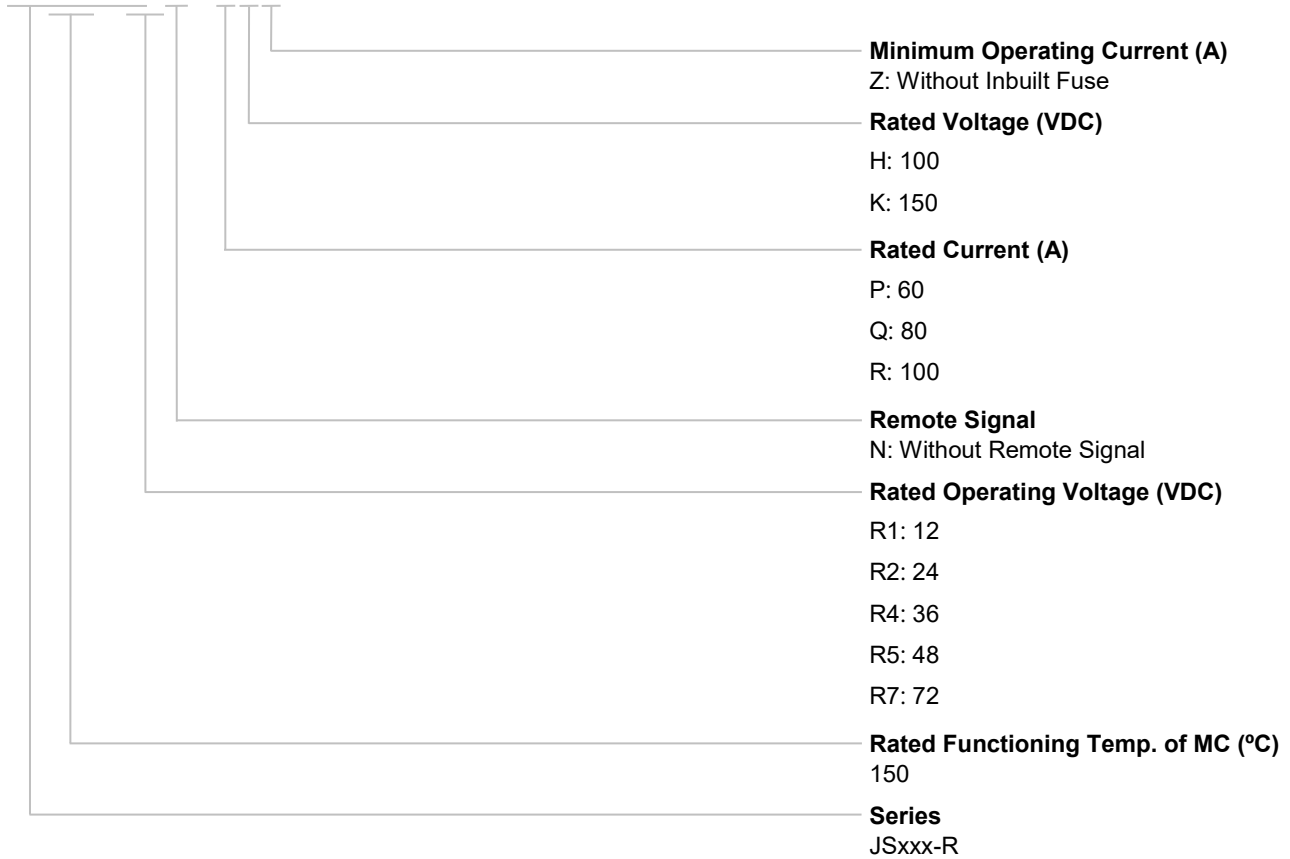 Minimum Operating Current (A)
Z: Without Inbuilt Fuse
Rated Voltage (VDC)
H: 100
K: 150
Rated Current (A)
P: 60
Q: 80
R: 100
Remote Signal
N: Without Remote Signal
Rated Operating Voltage (VDC)
R1: 12
R2: 24
R4: 36
R5: 48
R7: 72
Rated Functioning Temp. of MC (ºC)
150
Series
JSxxx-R